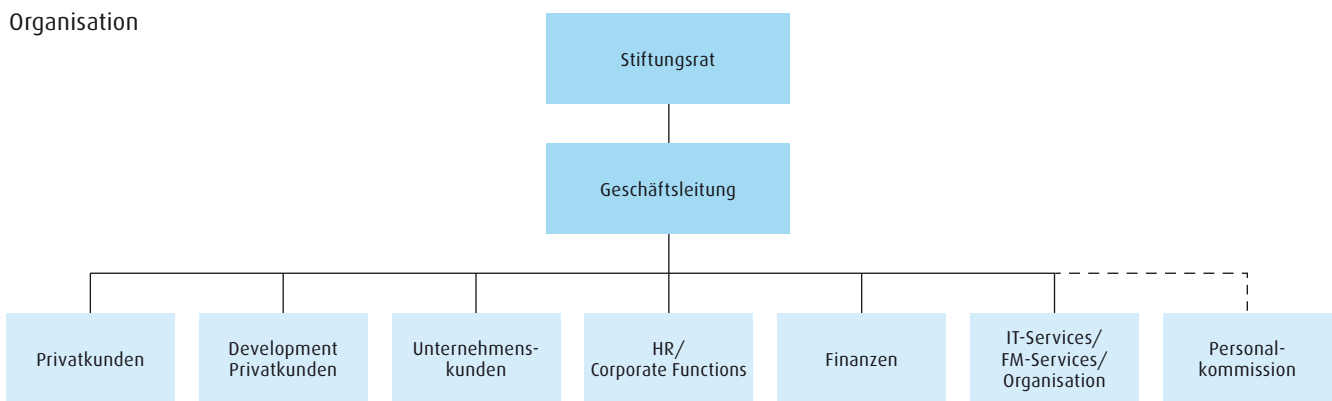 Organisation
Stiftungsrat
Geschäftsleitung
Privatkunden
Development
Privatkunden
Unternehmens-
kunden
HR/
Corporate Functions
Finanzen
IT-Services/
FM-Services/
Organisation
Personal-
kommission